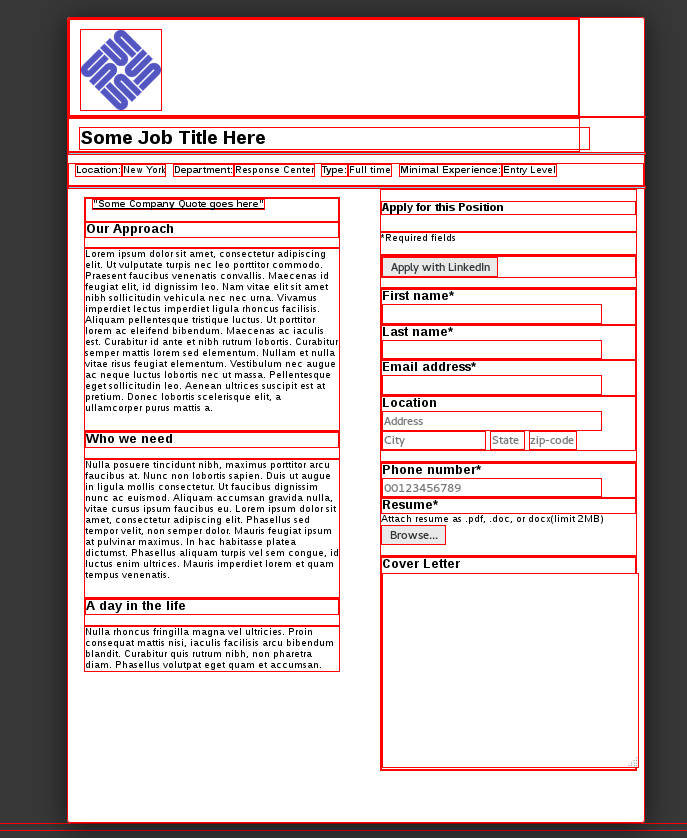 Some Job Title Here
Location: New York Department: Response Center Type: Full time Minimal Experience: Entry Level
"Some Company Quote goes here"
Our Approach
Lorem ipsum dolor sit amet, consectetur adipiscing
elit. Ut vulputate turpis nec leo porttitor commodo.
Praesent faucibus venenatis convallis. Maecenas id
feugiat elit, id dignissim leo. Nam vitae elit sit amet
nibh sollicitudin vehicula nec nec urna. Vivamus
imperdiet lectus imperdiet ligula rhoncus facilisis.
Aliquam pellentesque tristique luctus. Ut porttitor
lorem ac eleifend bibendum. Maecenas ac iaculis
est. Curabitur id ante et nibh rutrum lobortis. Curabitur
semper mattis lorem sed elementum. Nullam et nulla
vitae risus feugiat elementum. Vestibulum nec augue
ac neque luctus lobortis nec ut massa. Pellentesque
eget sollicitudin leo. Aenean ultrices suscipit est at
pretium. Donec lobortis scelerisque elit, a
ullamcorper purus mattis a.
Who we need
Nulla posuere tincidunt nibh, maximus porttitor arcu
faucibus at. Nunc non lobortis sapien. Duis ut augue
in ligula mollis consectetur. Ut faucibus dignissim
nunc ac euismod. Aliquam accumsan gravida nulla,
vitae cursus ipsum faucibus eu. Lorem ipsum dolor sit
amet, consectetur adipiscing elit. Phasellus sed
tempor velit, non semper dolor. Mauris feugiat ipsum
at pulvinar maximus. In hac habitasse platea
dictumst. Phasellus aliquam turpis vel sem congue, id
luctus enim ultrices. Mauris imperdiet lorem et quam
tempus venenatis.
A day in the life
Nulla rhoncus fringilla magna vel ultricies. Proin
consequat mattis nisi, iaculis facilisis arcu bibendum
blandit. Curabitur quis rutrum nibh, non pharetra
diam. Phasellus volutpat eget quam et accumsan.
Apply for this Position
*Required fields
Apply with LinkedIn
First name*
Last name*
Email address*
Location
Address
City State zip-code
Phone number*
00123456789
Resume*
Attach resume as .pdf, .doc, or docx(limit 2MB)
Browse...
Cover Letter